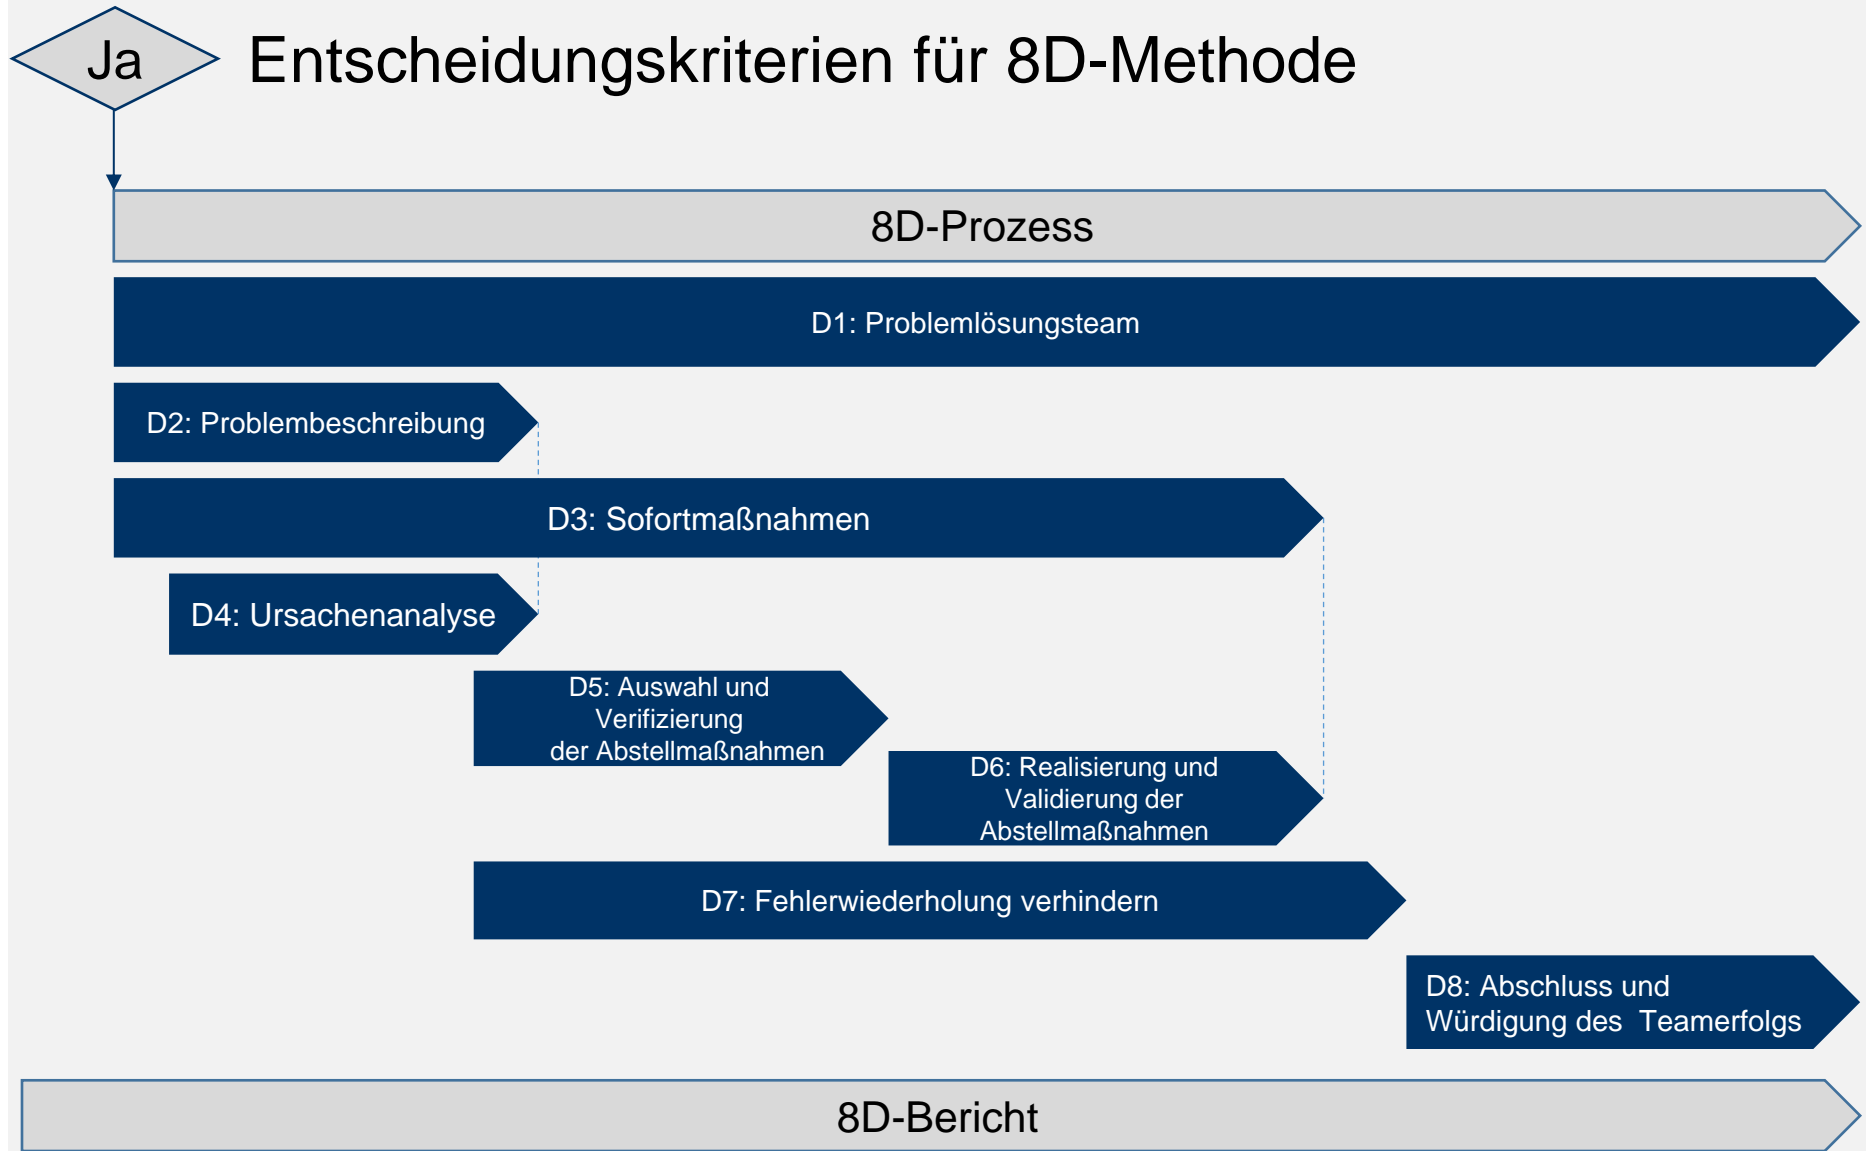 Ja
Entscheidungskriterien für 8D-Methode
8D-Prozess
D1: Problemlösungsteam
D2: Problembeschreibung
D3: Sofortmaßnahmen
D4: Ursachenanalyse
D5: Auswahl und
Verifizierung
der Abstellmaßnahmen
D6: Realisierung und
Validierung der
Abstellmaßnahmen
D7: Fehlerwiederholung verhindern
D8: Abschluss und
Würdigung des  Teamerfolgs
8D-Bericht